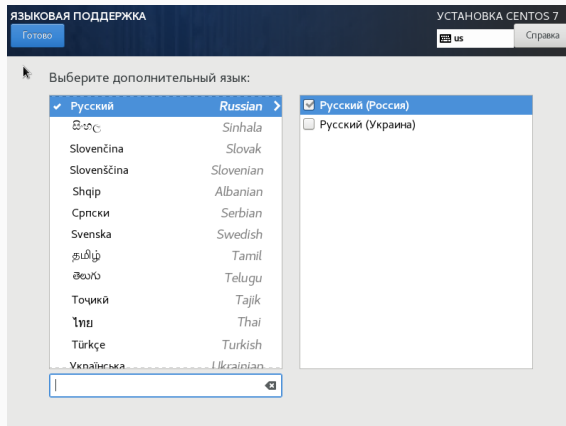 ЯЗЫКОВАЯ ПОДДЕРЖКА
УСТАНОВКА CENTOS 7
Готово
us
Справка
Выберите дополнительный язык:
Русский Russian
සිංහල Sinhala
Slovenčina Slovak
Slovenščina Slovenian
Shqip Albanian
Српски Serbian
Svenska Swedish
தமிழ் Tamil
తెలుగు Telugu
Тоҷикӣ Tajik
ไทย Thai
Türkçe Turkish
Українська Ukrainian
Русский (Россия)
Русский (Украина)